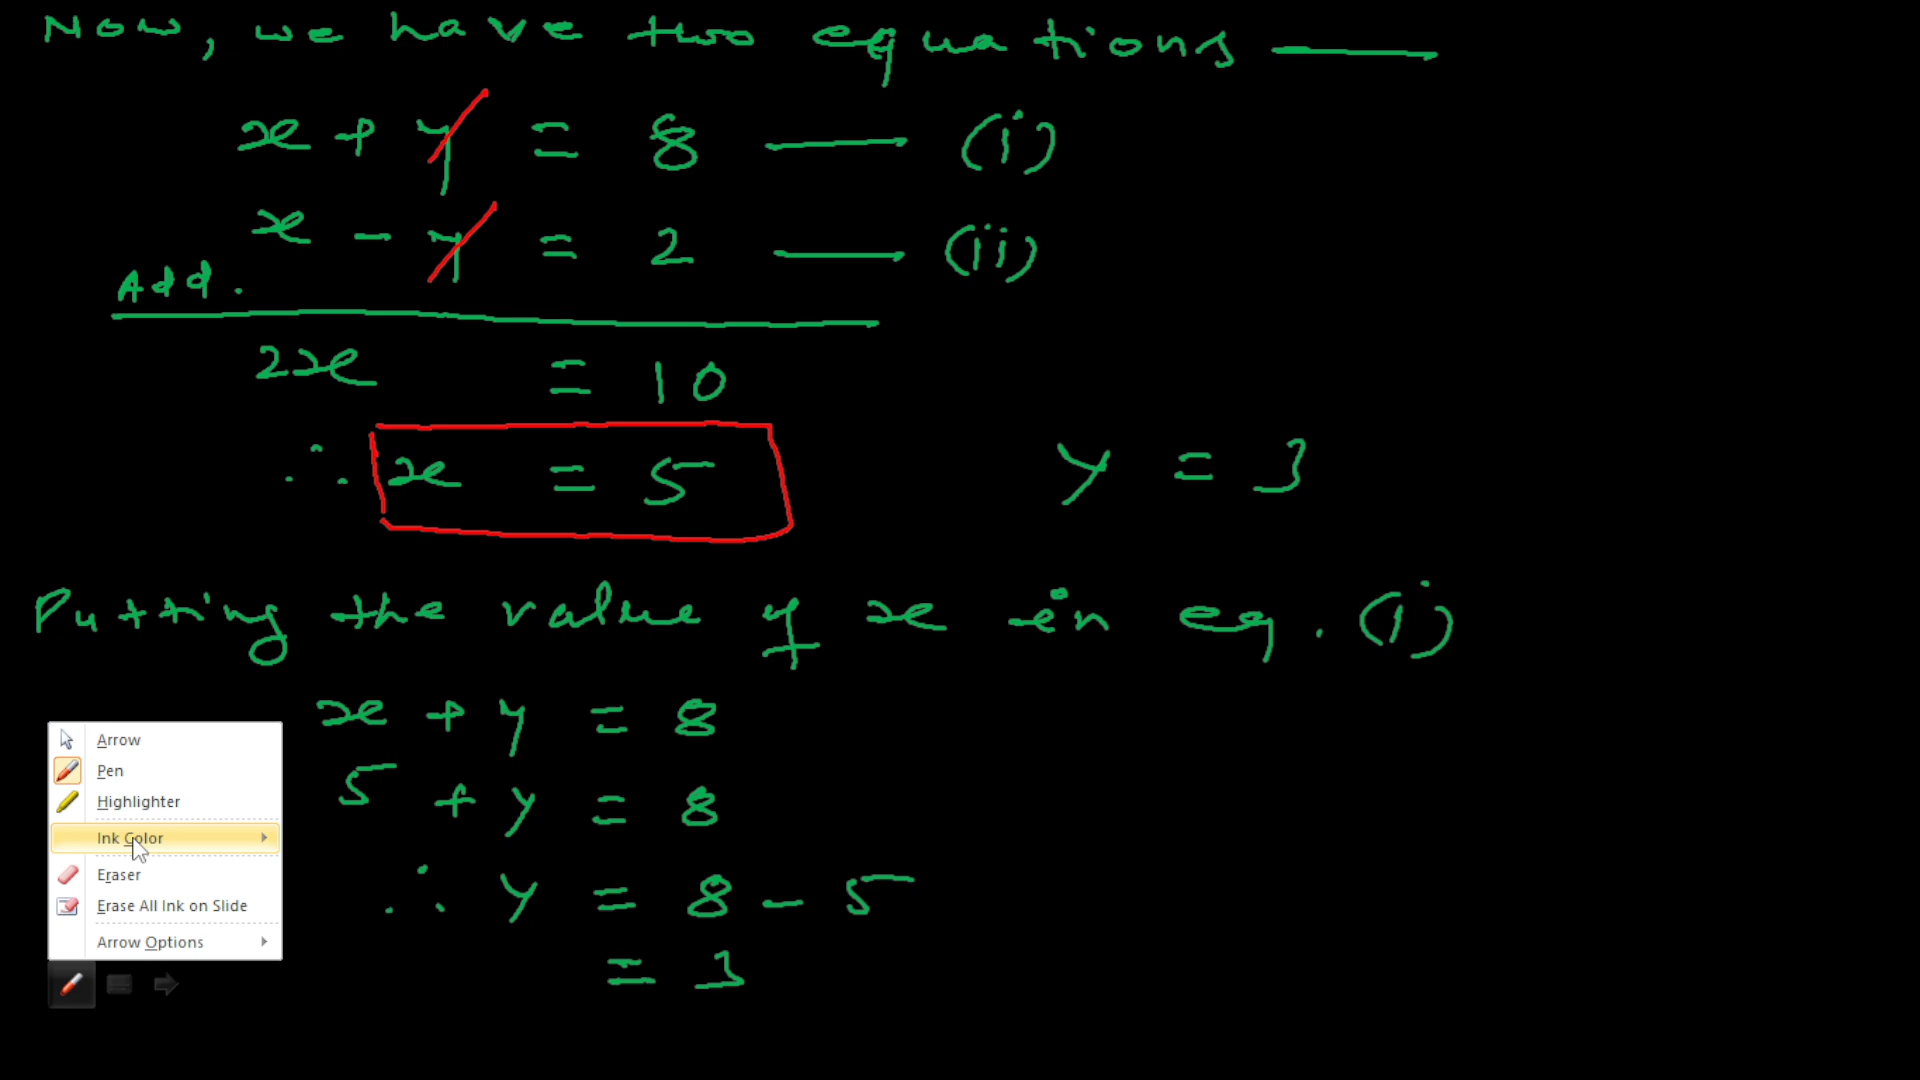 Now, we have two equations ——
x + y = 8 —— (i)
x - y = 2 —— (ii)
Add.
2x = 10
∴ x = 5
y = 3
Putting the value of x in eq. (i)
x + y = 8
5 + y = 8
∴ y = 8 - 5
= 3
Arrow
Pen
Highlighter
Ink Color
Eraser
Erase All Ink on Slide
Arrow Options